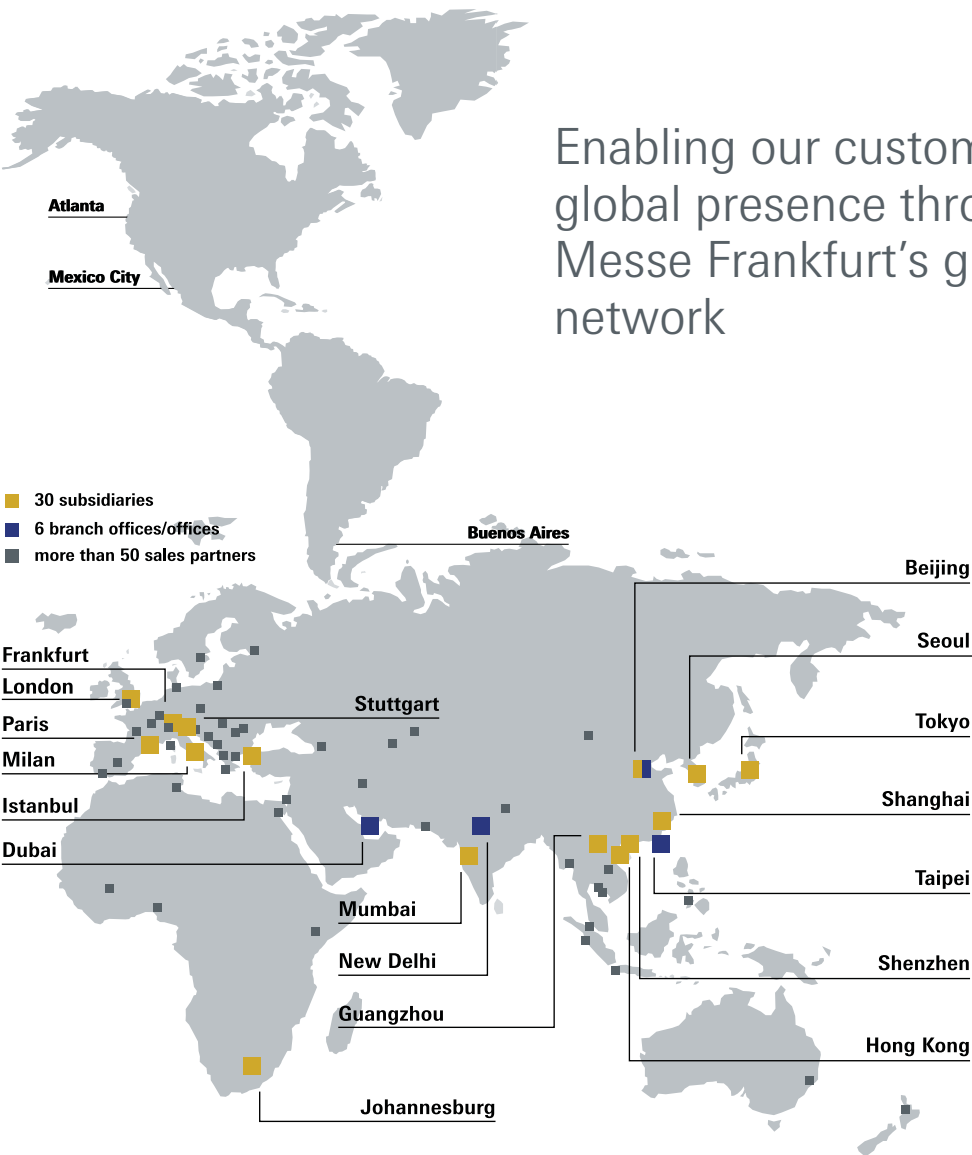 Enabling our custom
global presence thro
Messe Frankfurt’s g
network
Atlanta
Mexico City
30 subsidiaries
6 branch offices/offices
more than 50 sales partners
Buenos Aires
Beijing
Seoul
Frankfurt
London
Stuttgart
Paris
Tokyo
Milan
Istanbul
Shanghai
Dubai
Taipei
Mumbai
New Delhi
Shenzhen
Guangzhou
Hong Kong
Johannesburg